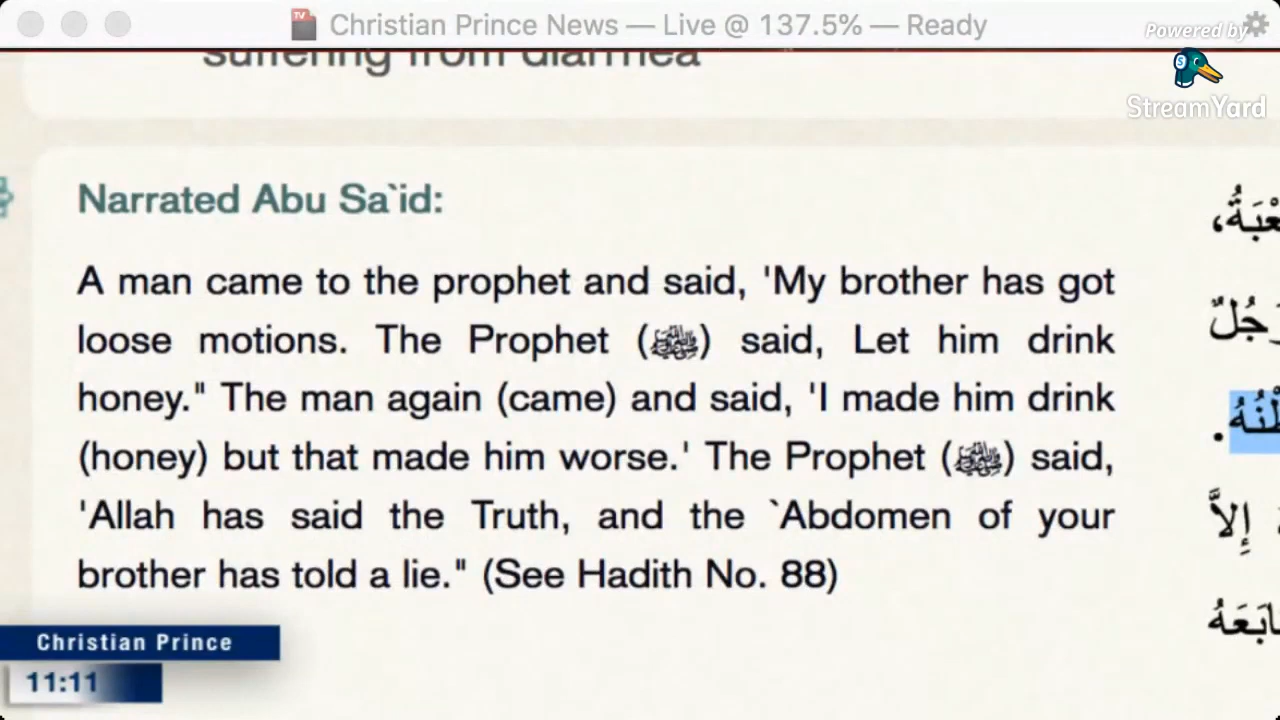 Christian Prince News — Live @ 137.5% — Ready
Powered by
StreamYard
suffering from diarrhea
Narrated Abu Sa`id:
A man came to the prophet and said, 'My brother has got
loose motions. The Prophet (ﷺ) said, Let him drink
honey." The man again (came) and said, 'I made him drink
(honey) but that made him worse.' The Prophet (ﷺ) said,
'Allah has said the Truth, and the `Abdomen of your
brother has told a lie." (See Hadith No. 88)
إِلاَّ
Christian Prince
11:11